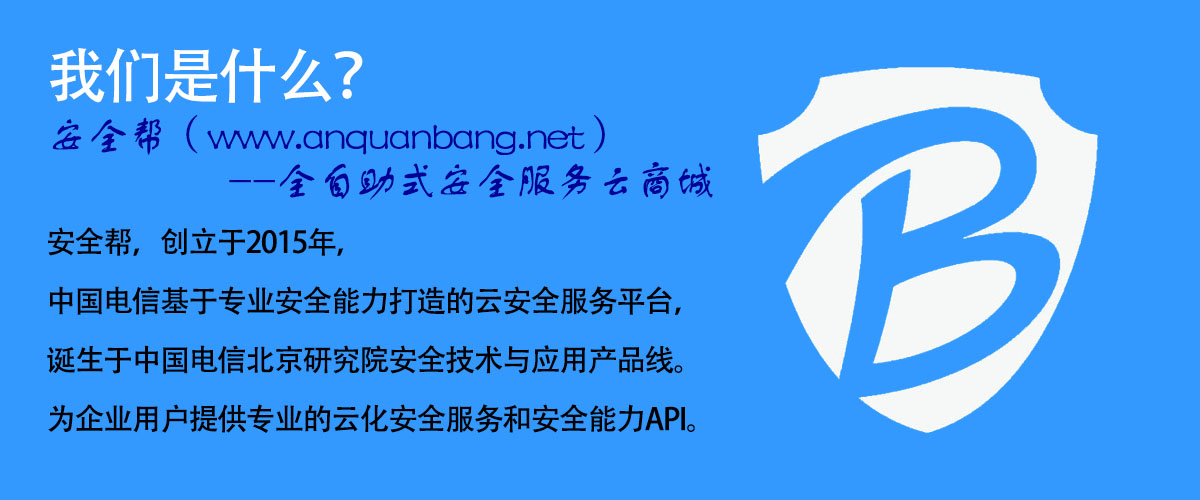 我们是什么？
安全帮（www.anquanbang.net）
--全自助式安全服务云商城
安全帮，创立于2015年，
中国电信基于专业安全能力打造的云安全服务平台，
诞生于中国电信北京研究院安全技术与应用产品线。
为企业用户提供专业的云化安全服务和安全能力API。
B